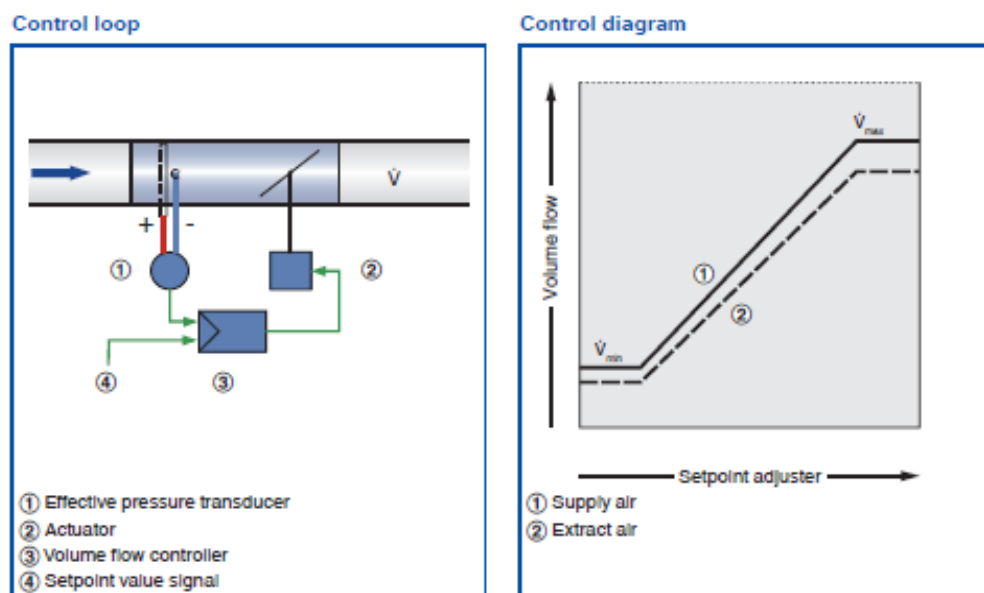 Control loop
V̇
+ -
①
②
④
③
① Effective pressure transducer
② Actuator
③ Volume flow controller
④ Setpoint value signal
Control diagram
Volume flow
V̇max
①
②
V̇min
Setpoint adjuster
① Supply air
② Extract air